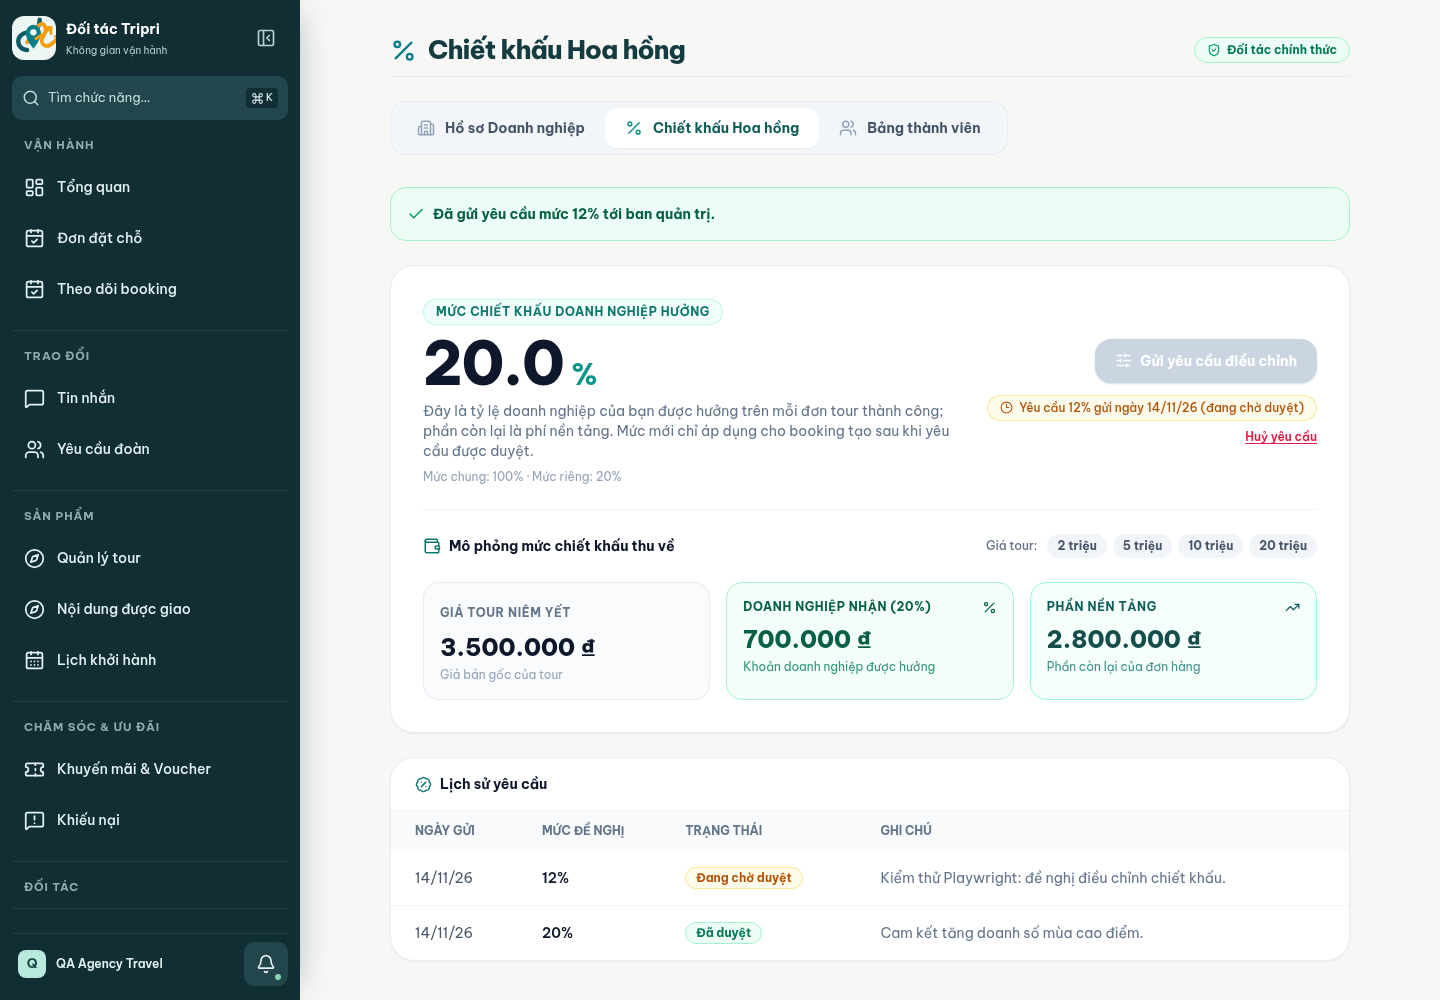 Đối tác Tripri
Không gian vận hành
Tìm chức năng...
⌘K
VẬN HÀNH
Tổng quan
Đơn đặt chỗ
Theo dõi booking
TRAO ĐỔI
Tin nhắn
Yêu cầu đoàn
SẢN PHẨM
Quản lý tour
Nội dung được giao
Lịch khởi hành
CHĂM SÓC & ƯU ĐÃI
Khuyến mãi & Voucher
Khiếu nại
ĐỐI TÁC
Q
QA Agency Travel
Chiết khấu Hoa hồng
Đối tác chính thức
Hồ sơ Doanh nghiệp
Chiết khấu Hoa hồng
Bảng thành viên
Đã gửi yêu cầu mức 12% tới ban quản trị.
MỨC CHIẾT KHẤU DOANH NGHIỆP HƯỞNG
20.0 %
Đây là tỷ lệ doanh nghiệp của bạn được hưởng trên mỗi đơn tour thành công;
phần còn lại là phí nền tảng. Mức mới chỉ áp dụng cho booking tạo sau khi yêu
cầu được duyệt.
Mức chung: 100% · Mức riêng: 20%
Gửi yêu cầu điều chỉnh
Yêu cầu 12% gửi ngày 14/11/26 (đang chờ duyệt)
Huỷ yêu cầu
Mô phỏng mức chiết khấu thu về
Giá tour:
2 triệu
5 triệu
10 triệu
20 triệu
GIÁ TOUR NIÊM YẾT
3.500.000 ₫
Giá bán gốc của tour
DOANH NGHIỆP NHẬN (20%)
700.000 ₫
Khoản doanh nghiệp được hưởng
PHẦN NỀN TẢNG
2.800.000 ₫
Phần còn lại của đơn hàng
Lịch sử yêu cầu
NGÀY GỬI MỨC ĐỀ NGHỊ TRẠNG THÁI GHI CHÚ
14/11/26 12% Đang chờ duyệt Kiểm thử Playwright: đề nghị điều chỉnh chiết khấu.
14/11/26 20% Đã duyệt Cam kết tăng doanh số mùa cao điểm.